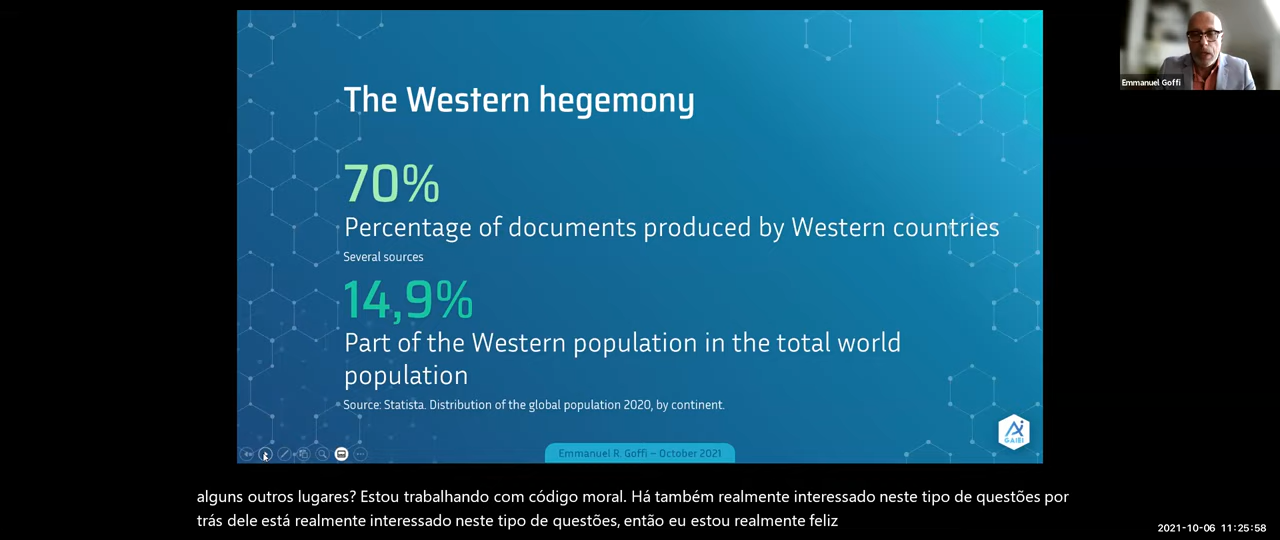 The Western hegemony
70%
Percentage of documents produced by Western countries
Several sources
14,9%
Part of the Western population in the total world
population
Source: Statista. Distribution of the global population 2020, by continent.
Emmanuel R. Goffi – October 2021
AI
GAIEI
Emmanuel Goffi
alguns outros lugares? Estou trabalhando com código moral. Há também realmente interessado neste tipo de questões por
trás dele está realmente interessado neste tipo de questões, então eu estou realmente feliz
2021-10-06 11:25:58